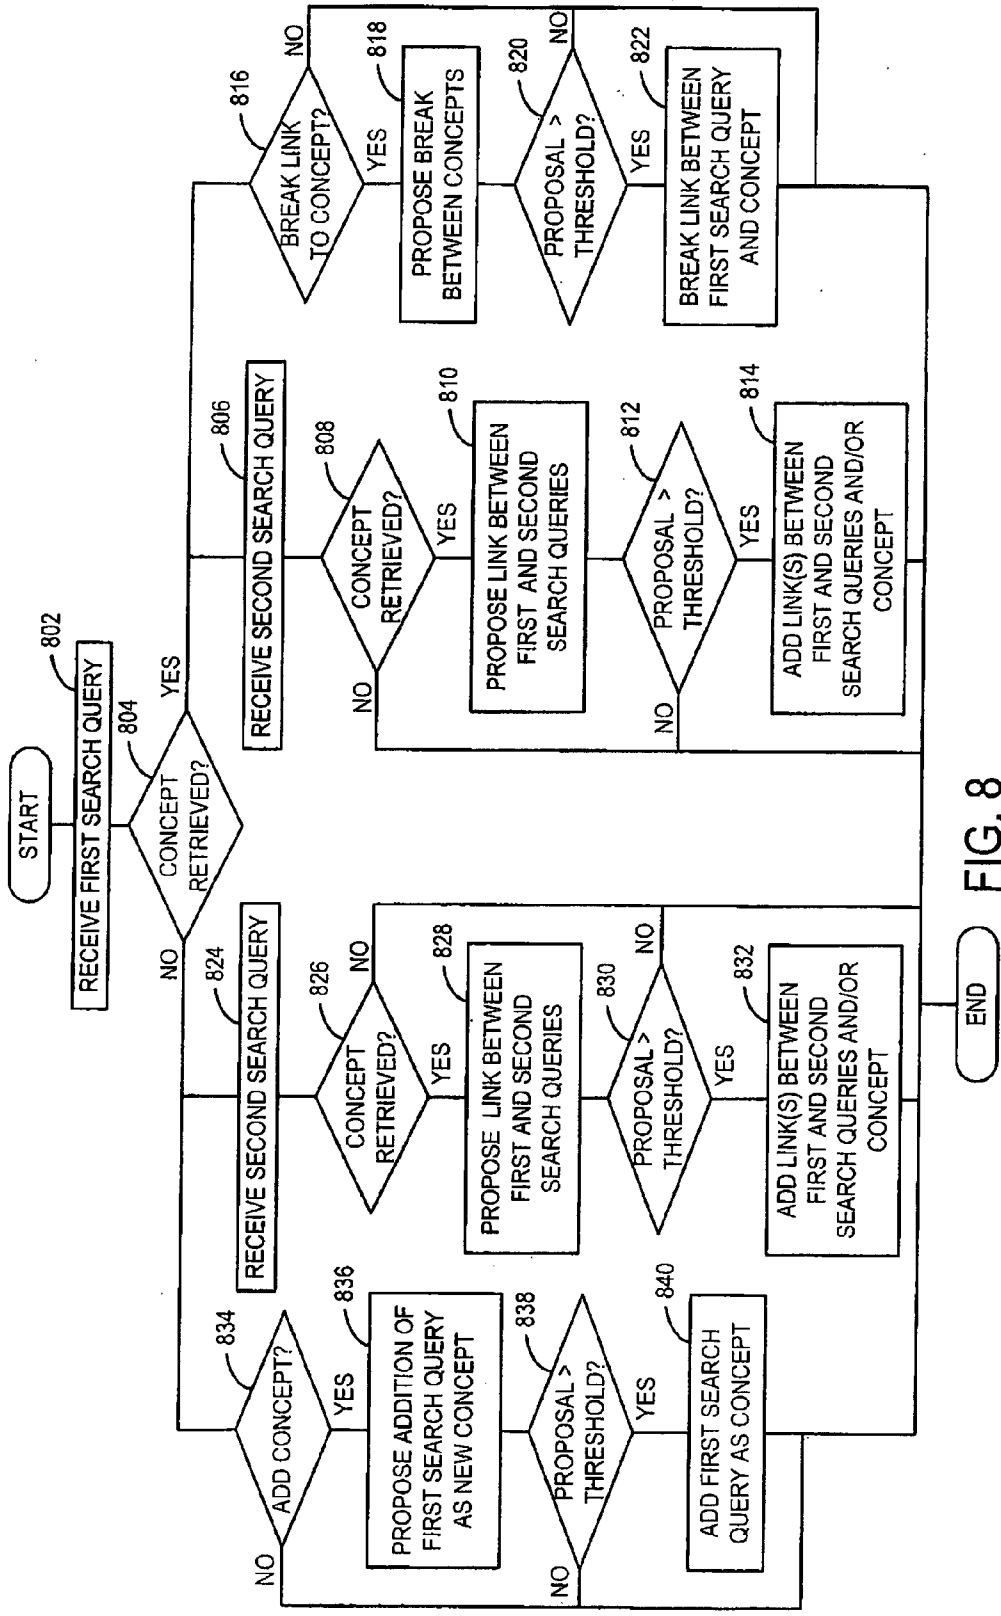 START
802
RECEIVE FIRST SEARCH QUERY
804
CONCEPT
RETRIEVED?
NO
YES
834
ADD CONCEPT?
NO
YES
836
PROPOSE ADDITION OF
FIRST SEARCH QUERY
AS NEW CONCEPT
838
PROPOSAL >
THRESHOLD?
NO
YES
840
ADD FIRST SEARCH
QUERY AS CONCEPT
824
RECEIVE SECOND SEARCH QUERY
826
CONCEPT
RETRIEVED?
NO
YES
828
PROPOSE LINK BETWEEN
FIRST AND SECOND
SEARCH QUERIES
830
PROPOSAL >
THRESHOLD?
NO
YES
832
ADD LINK(S) BETWEEN
FIRST AND SECOND
SEARCH QUERIES AND/OR
CONCEPT
806
RECEIVE SECOND SEARCH QUERY
808
CONCEPT
RETRIEVED?
NO
YES
810
PROPOSE LINK BETWEEN
FIRST AND SECOND
SEARCH QUERIES
812
PROPOSAL >
THRESHOLD?
NO
YES
814
ADD LINK(S) BETWEEN
FIRST AND SECOND
SEARCH QUERIES AND/OR
CONCEPT
816
BREAK LINK
TO CONCEPT?
NO
YES
818
PROPOSE BREAK
BETWEEN CONCEPTS
820
PROPOSAL >
THRESHOLD?
NO
YES
822
BREAK LINK BETWEEN
FIRST SEARCH QUERY
AND CONCEPT
END
FIG. 8